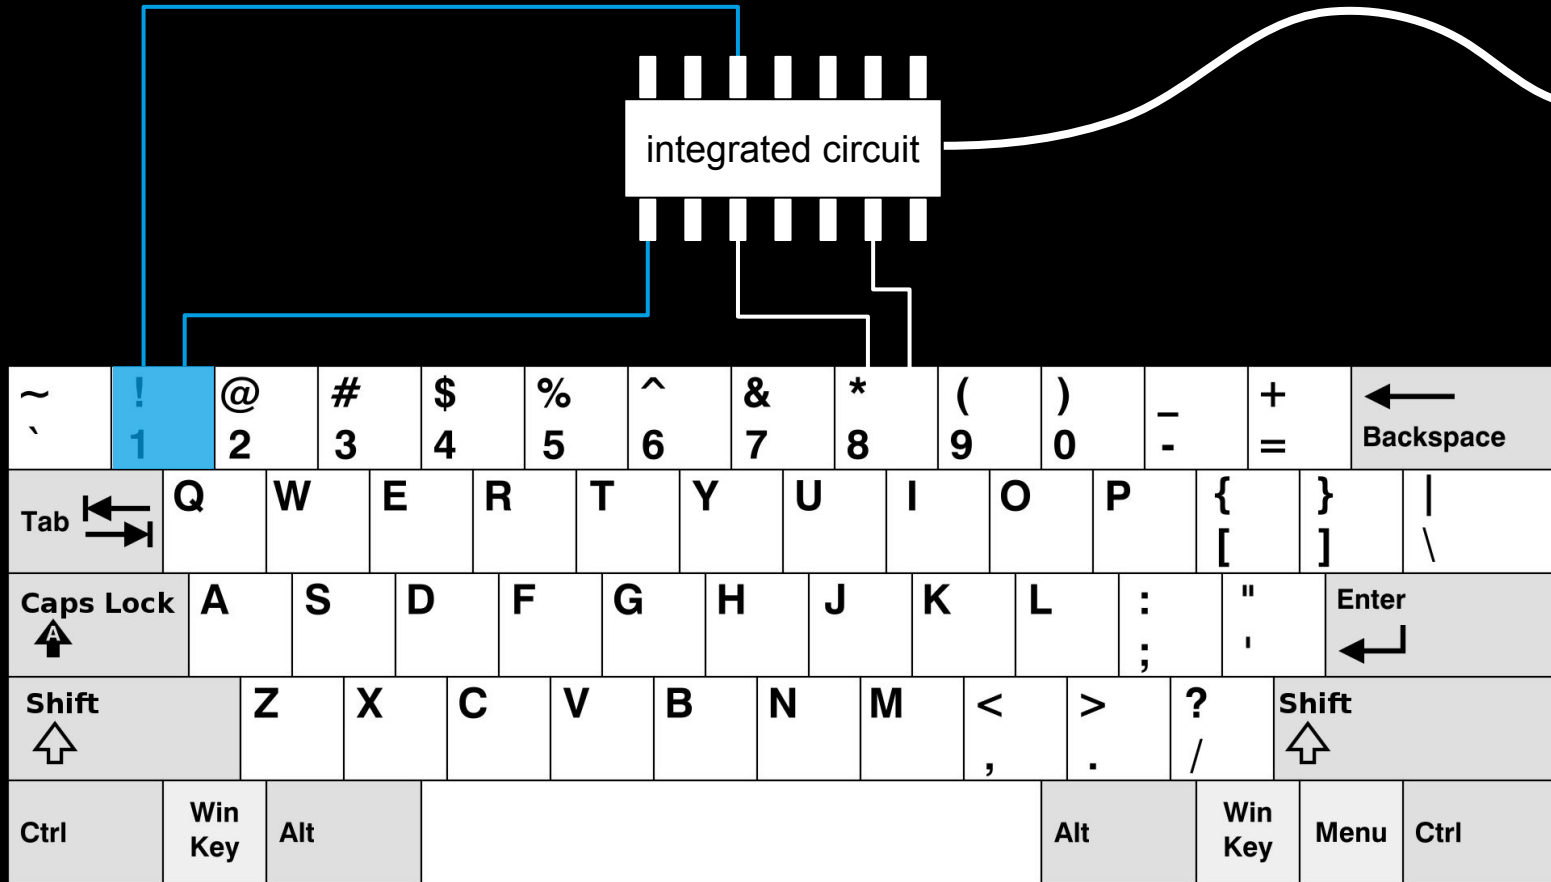 integrated circuit
~ ! @ # $ % ^ & * ( ) _ +
` 1 2 3 4 5 6 7 8 9 0 - = Backspace
Tab Q W E R T Y U I O P { } |
[ ] \
Caps Lock A S D F G H J K L : " Enter
A ; '
Shift Z X C V B N M < > ? Shift
, . /
Ctrl Win Key Alt Alt Win Key Menu Ctrl